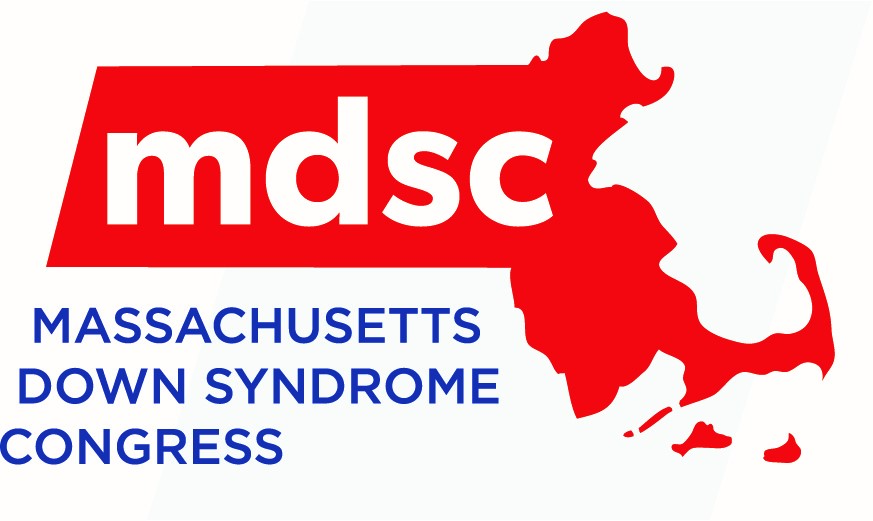 mdsc
MASSACHUSETTS
DOWN SYNDROME
CONGRESS